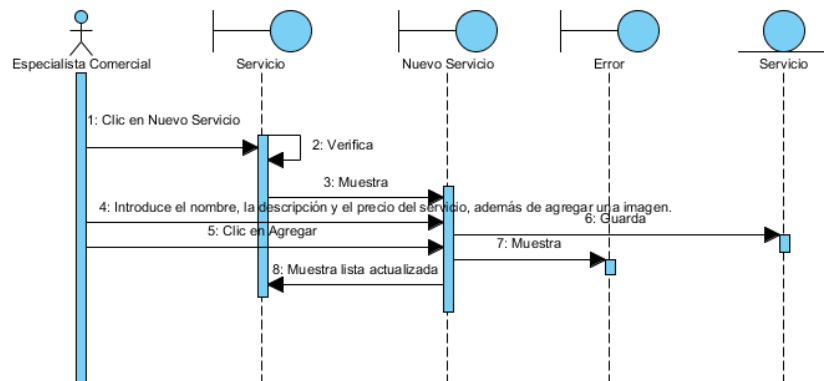 Especialista Comercial
Servicio
Nuevo Servicio
Error
Servicio
1: Clic en Nuevo Servicio
2: Verifica
3: Muestra
4: Introduce el nombre, la descripción y el precio del servicio, además de agregar una imagen.
6: Guarda
5: Clic en Agregar
7: Muestra
8: Muestra lista actualizada